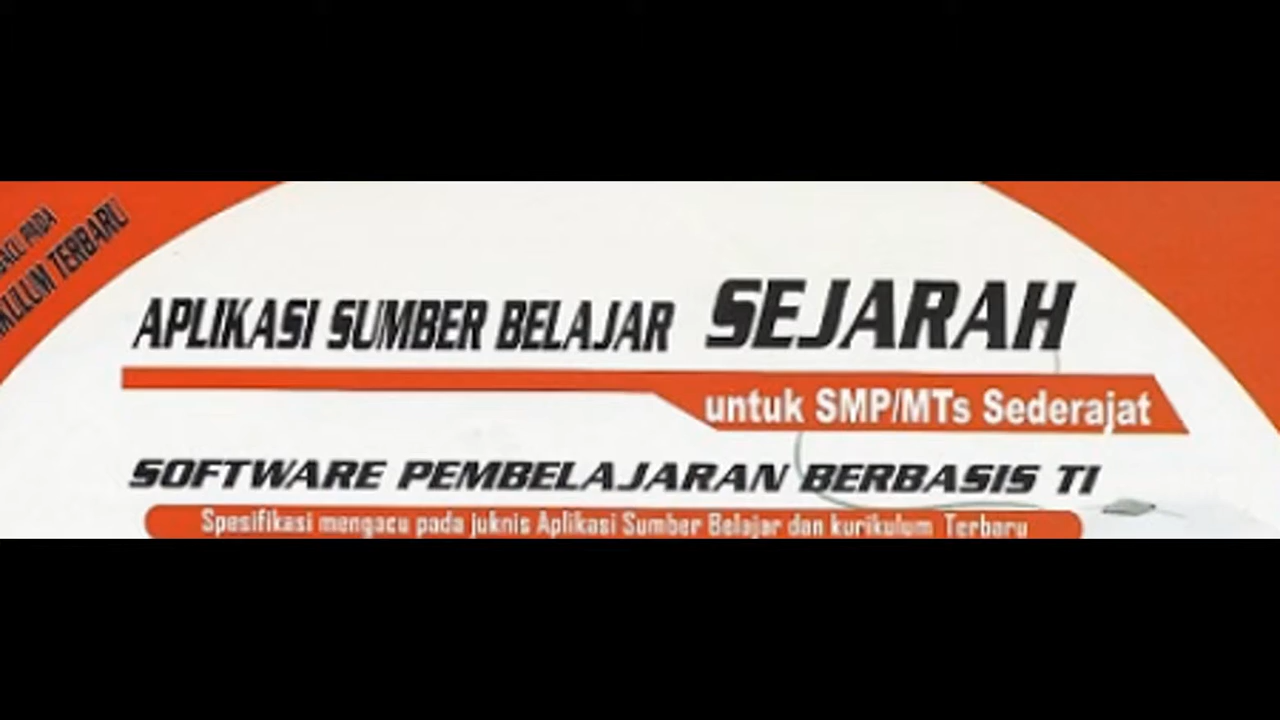 PADA
TERBARU
APLIKASI SUMBER BELAJAR SEJARAH
untuk SMP/MTs Sederajat
SOFTWARE PEMBELAJARAN BERBASIS TI
Spesifikasi mengacu pada juknis Aplikasi Sumber Belajar dan kurikulum Terbaru